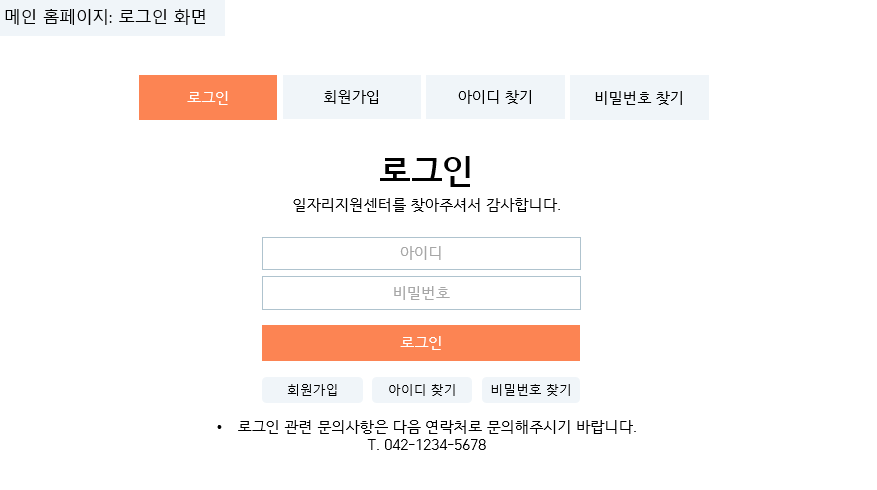 메인 홈페이지: 로그인 화면
로그인 회원가입 아이디 찾기 비밀번호 찾기
로그인
일자리지원센터를 찾아주셔서 감사합니다.
아이디
비밀번호
로그인
회원가입 아이디 찾기 비밀번호 찾기
• 로그인 관련 문의사항은 다음 연락처로 문의해주시기 바랍니다.
T. 042-1234-5678